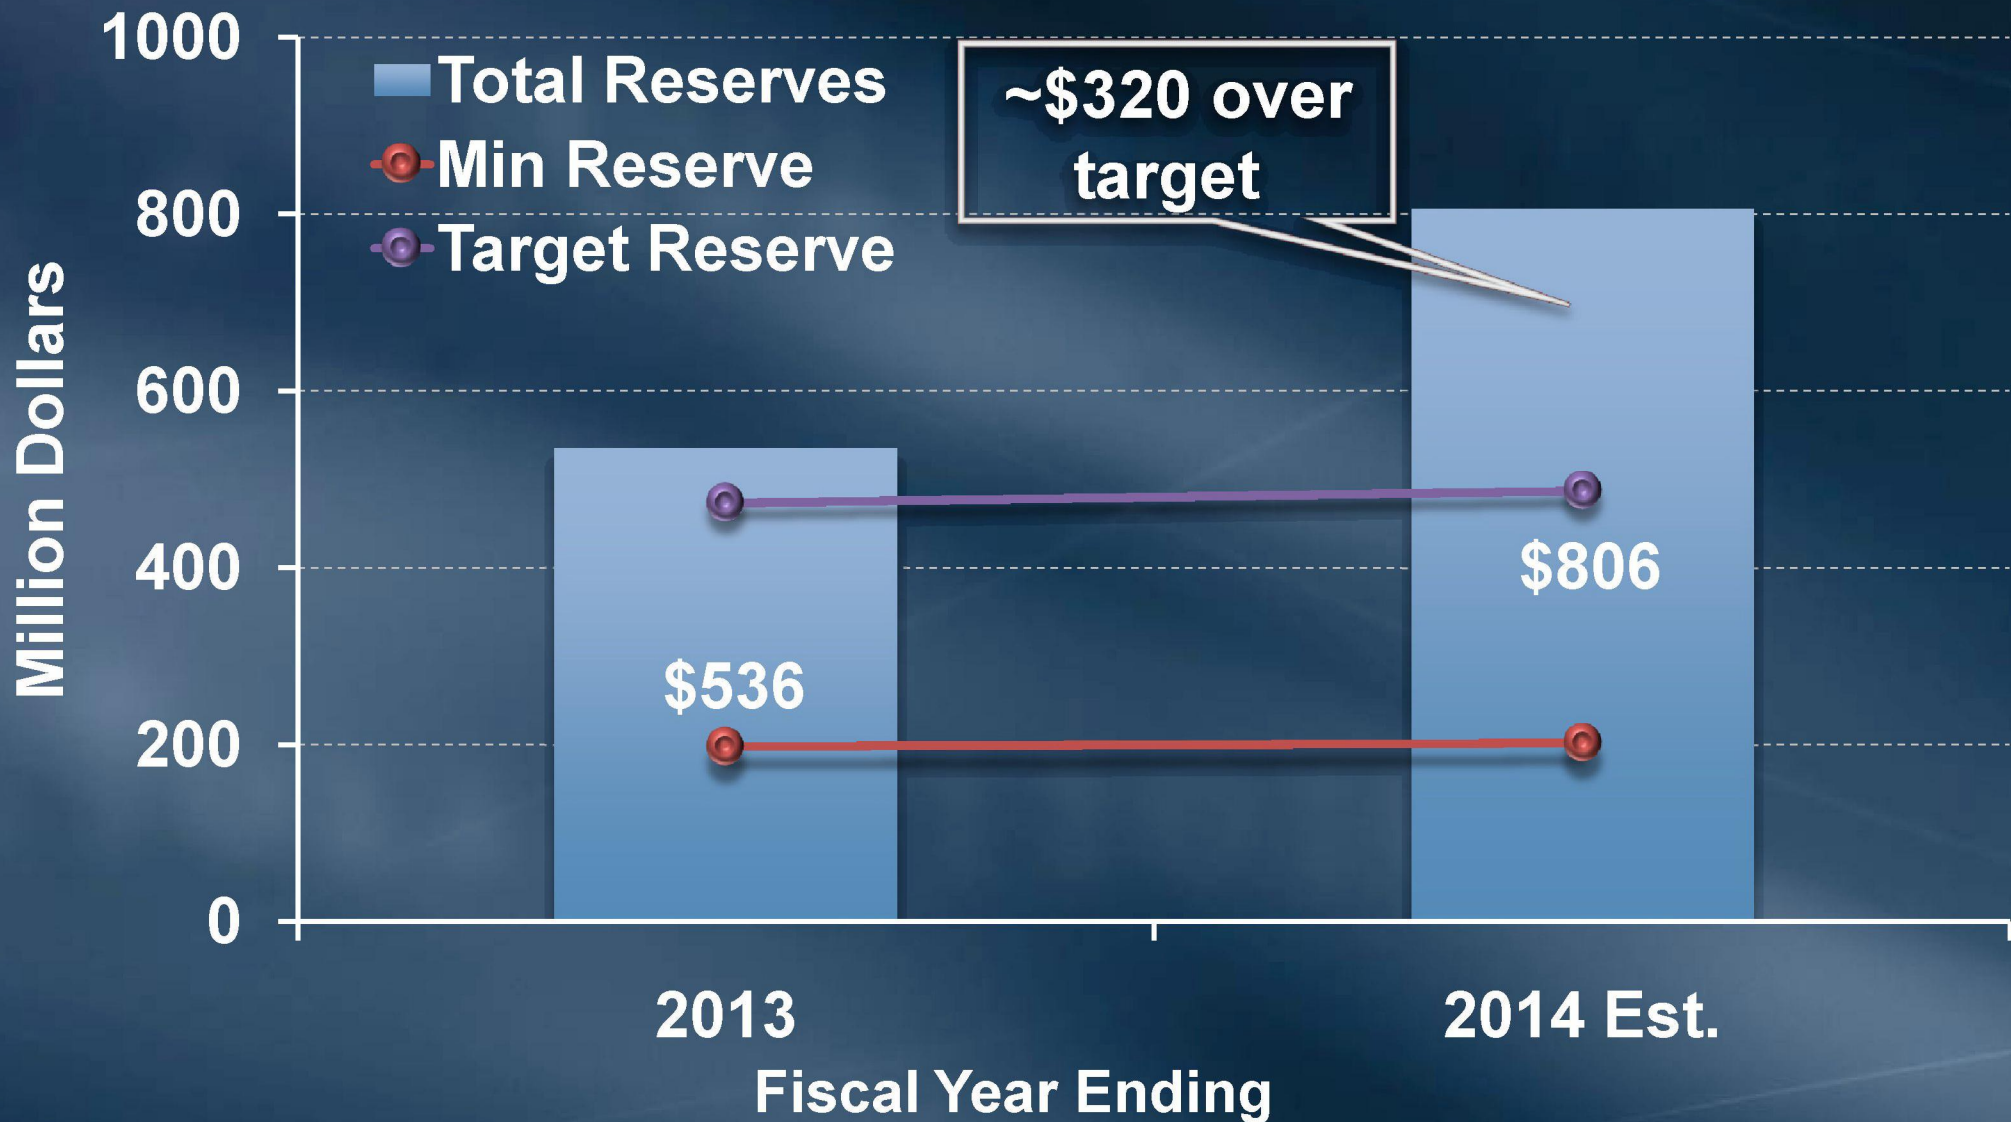 1000
800
600
400
200
0
Million Dollars
Total Reserves
Min Reserve
Target Reserve
~$320 over
target
$536
$806
2013
2014 Est.
Fiscal Year Ending